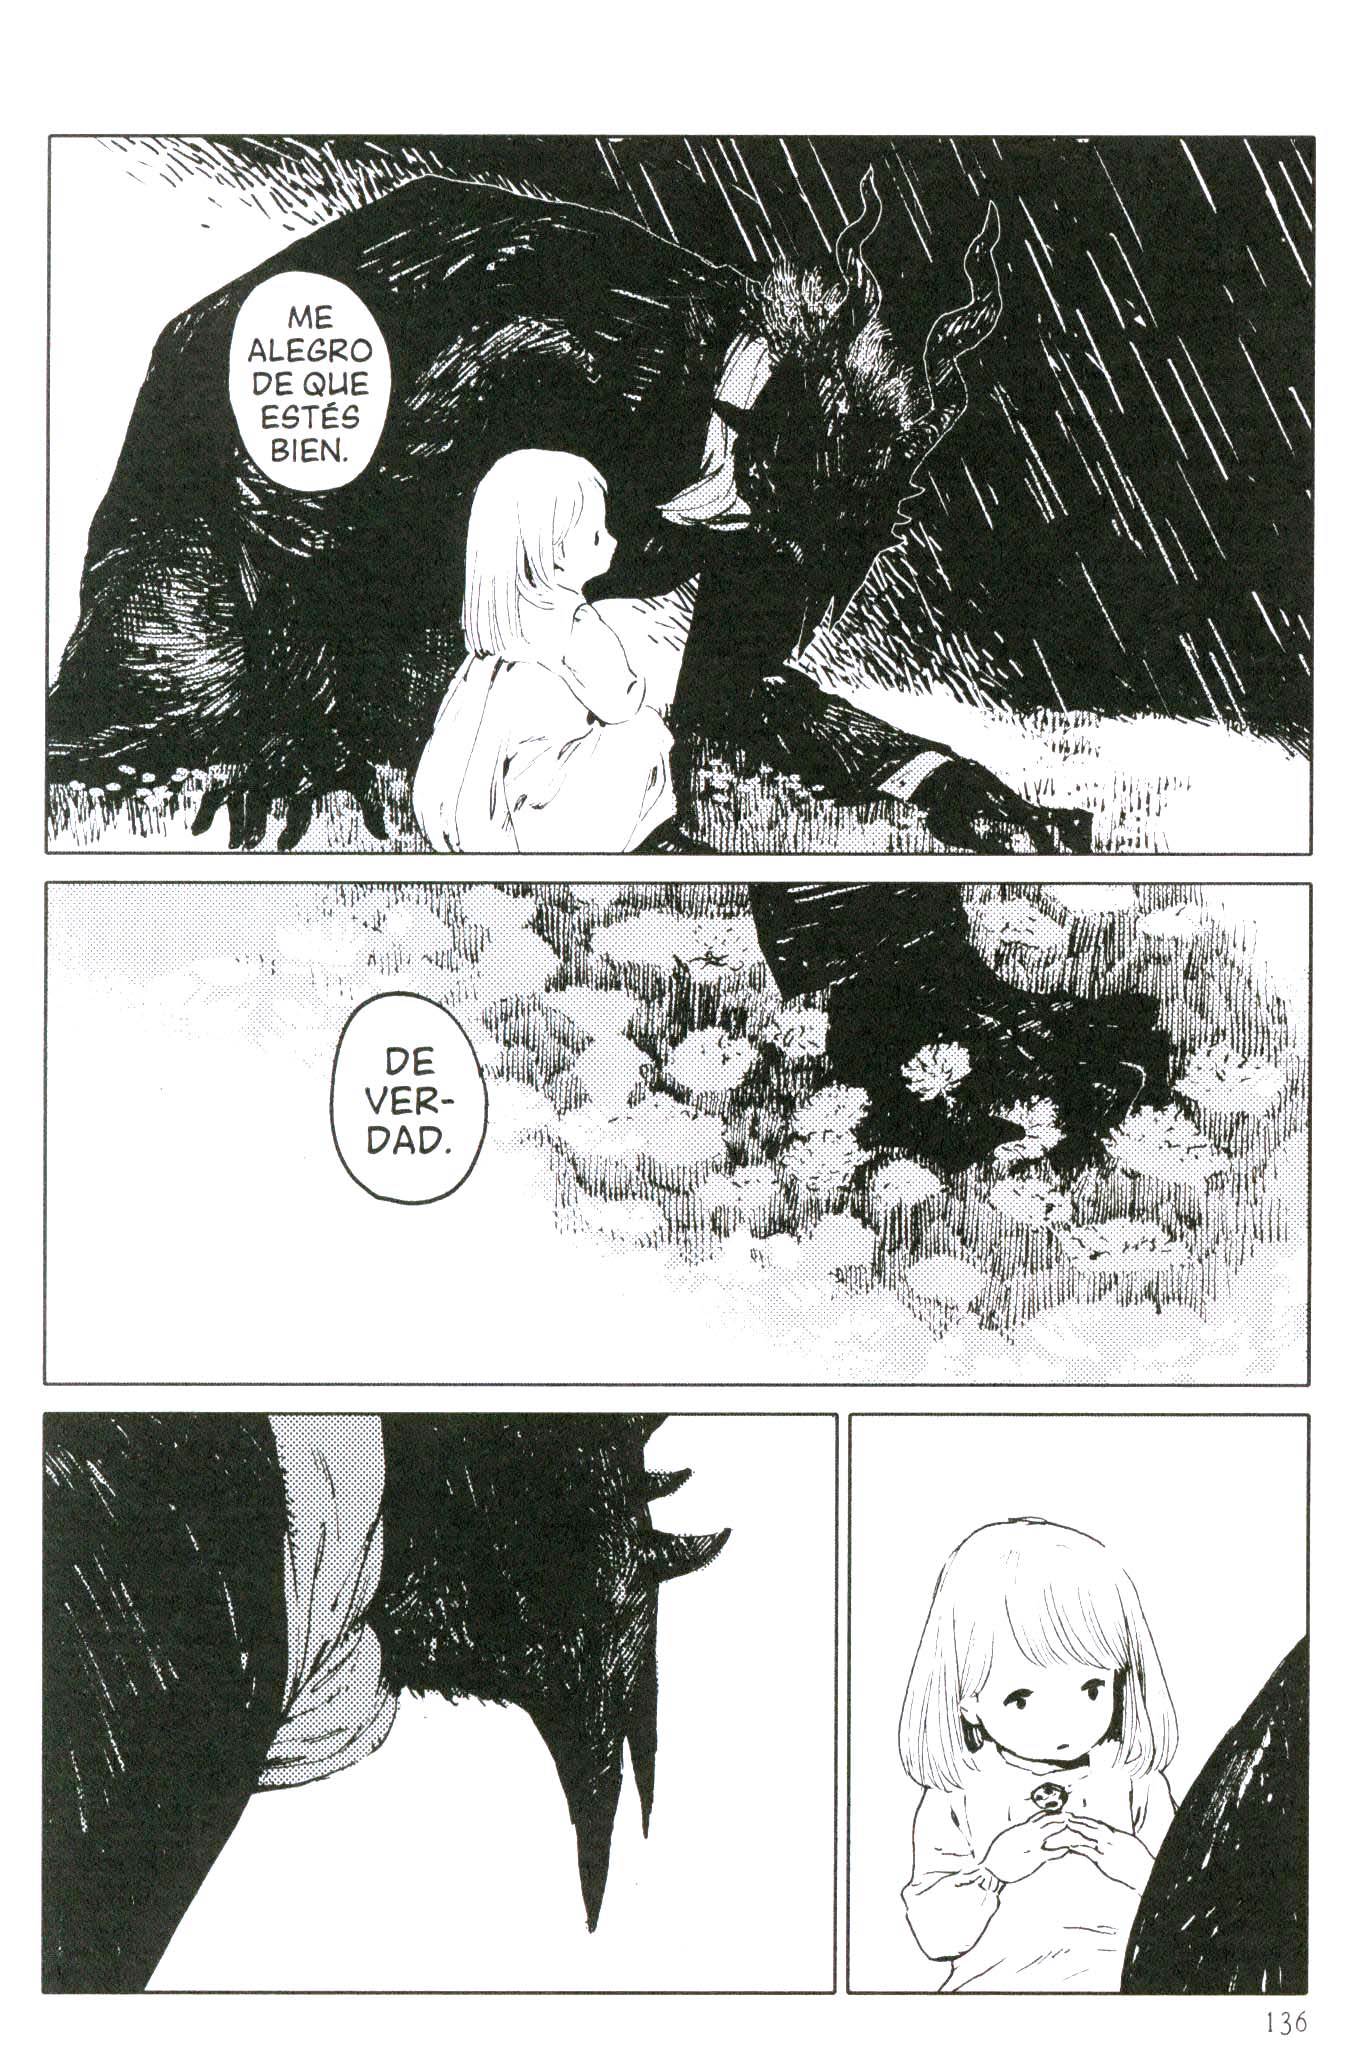 ME
ALEGRO
DE QUE
ESTÉS
BIEN.
DE
VER-
DAD.
136